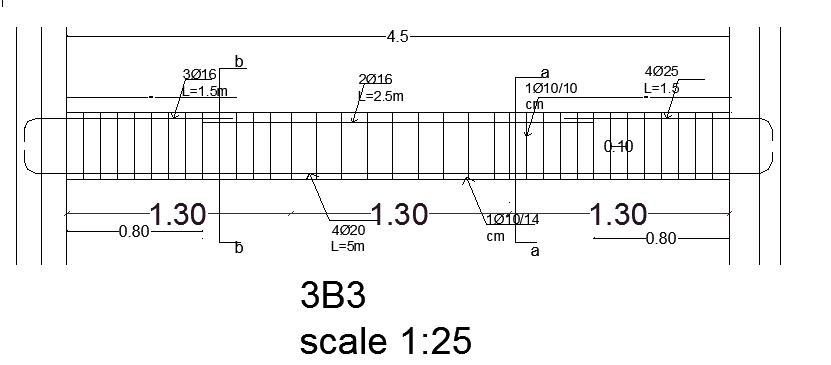 4.5
b
a
3Ø16
L=1.5m
2Ø16
L=2.5m
1Ø10/10
cm
4Ø25
L=1.5
0.10
1.30
1.30
1.30
0.80
4Ø20
L=5m
1Ø10/14
cm
0.80
b
a
3B3
scale 1:25